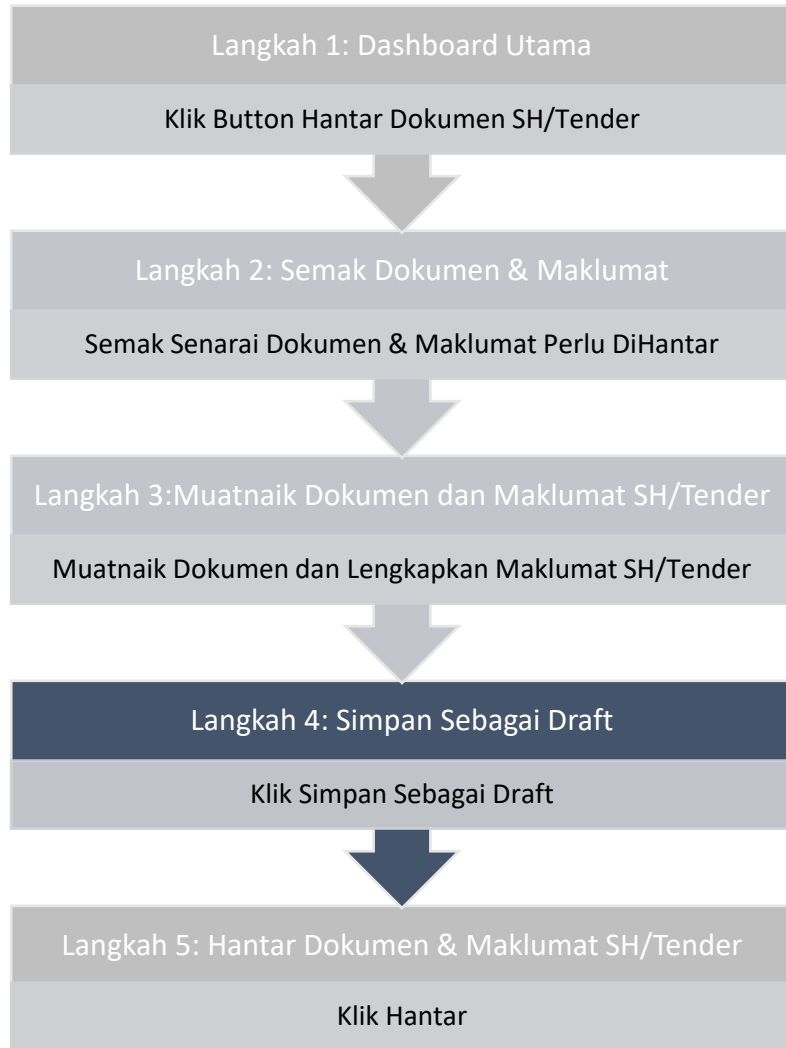 Langkah 1: Dashboard Utama
Klik Button Hantar Dokumen SH/Tender
Langkah 2: Semak Dokumen & Maklumat
Semak Senarai Dokumen & Maklumat Perlu DiHantar
Langkah 3:Muatnaik Dokumen dan Maklumat SH/Tender
Muatnaik Dokumen dan Lengkapkan Maklumat SH/Tender
Langkah 4: Simpan Sebagai Draft
Klik Simpan Sebagai Draft
Langkah 5: Hantar Dokumen & Maklumat SH/Tender
Klik Hantar